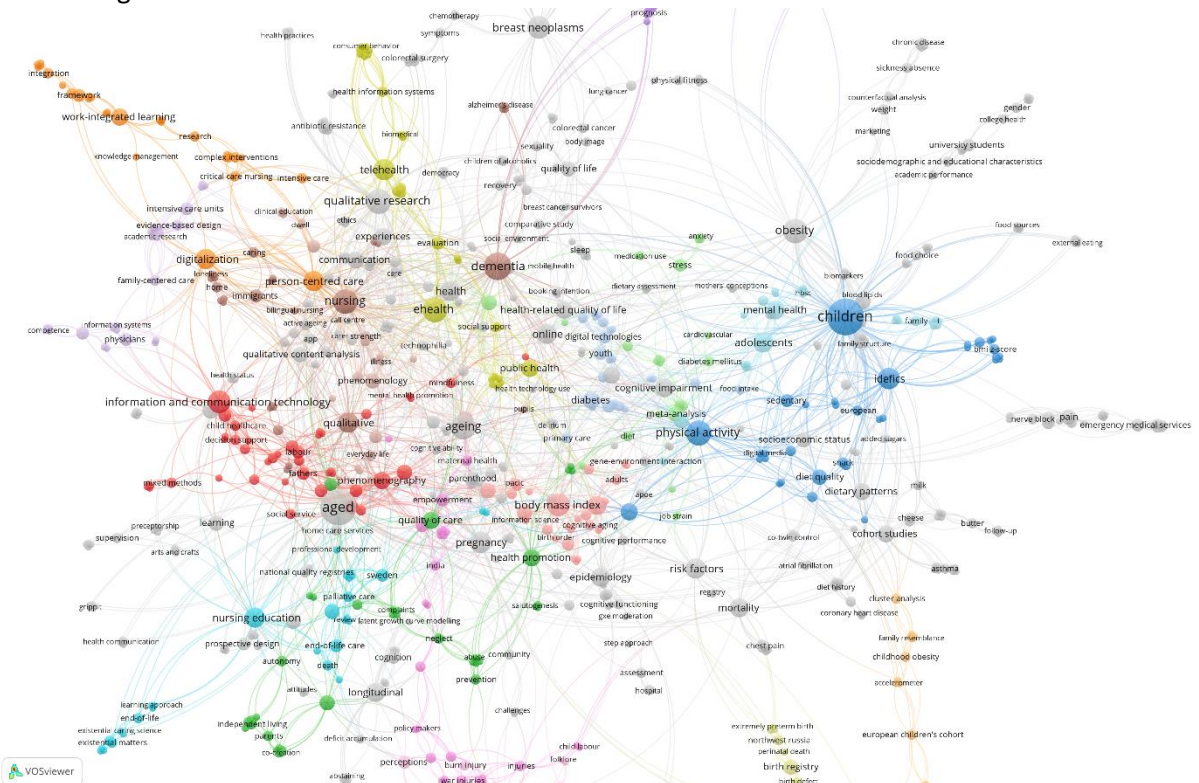 chemotherapy
prognosis
breast neoplasms
symptoms
health practices
consumer behavior
colorectal surgery
chronic disease
sickness absence
integration
framework
health information systems
lung cancer
physical fitness
counterfactual analysis
weight
gender
college health
alzheimer's disease
work-integrated learning
antibiotic resistance
biomedical
colorectal cancer
body image
marketing
research
sexuality
university students
knowledge management
complex interventions
democracy
children of alcoholics
quality of life
sociodemographic and educational characteristics
academic performance
telehealth
critical care nursing
intensive care
recovery
qualitative research
intensive care units
clinical education
breast cancer survivors
evidence-based design
academic research
ethics
comparative study
obesity
food sources
experiences
evaluation
social environment
anxiety
external eating
caring
sleep
medication use
food choice
digitalization
communication
stress
loneliness
care
dementia
mobile health
biomarkers
family-centered care
home
person-centred care
dietary assessment
mothers' conceptions
immigrants
health
booking intention
blood lipids
nursing
bilingual nursing
ehealth
health-related quality of life
mental health
children
family
competence
information systems
physicians
active ageing
call centre
social support
online
digital technologies
cardiovascular
app
strength
technophilia
youth
adolescents
family structure
bmi z-score
qualitative content analysis
illness
public health
diabetes mellitus
health status
phenomenology
mindfulness
health technology use
cognitive impairment
food intake
idefics
mental health promotion
information and communication technology
pupils
diabetes
sedentary
european
child healthcare
qualitative
ageing
meta-analysis
nerve block
pain
emergency medical services
decision support
delirium
diet
physical activity
socioeconomic status
added sugars
labour
everyday life
cognitive ability
primary care
digital media
maternal health
gene-environment interaction
snack
fathers
parenthood
adults
diet quality
mixed methods
phenomenography
milk
empowerment
body mass index
apoe
dietary patterns
social service
aged
quality of care
information science
job strain
cheese
preceptorship
learning
home care services
cognitive aging
butter
supervision
birth order
cognitive performance
co-twin control
cohort studies
follow-up
arts and crafts
professional development
pregnancy
health promotion
india
atrial fibrillation
asthma
national quality registries
sweden
epidemiology
risk factors
registry
diet history
palliative care
salutogenesis
cognitive functioning
mortality
coronary heart disease
cluster analysis
grippit
complaints
gxe moderation
nursing education
review
latent growth curve modelling
health communication
prospective design
end-of-life care
neglect
step approach
chest pain
family resemblance
autonomy
cognition
abuse
community
childhood obesity
death
prevention
assessment
attitudes
longitudinal
hospital
accelerometer
learning approach
end-of-life
independent living
challenges
existential caring science
parents
policy makers
extremely preterm birth
european children's cohort
existential matters
deficit accumulation
child labour
northwest russia
co-creation
folklore
perinatal death
perceptions
burnt injury
injuries
birth registry
abstaining
war injuries
birth defect
VOSviewer